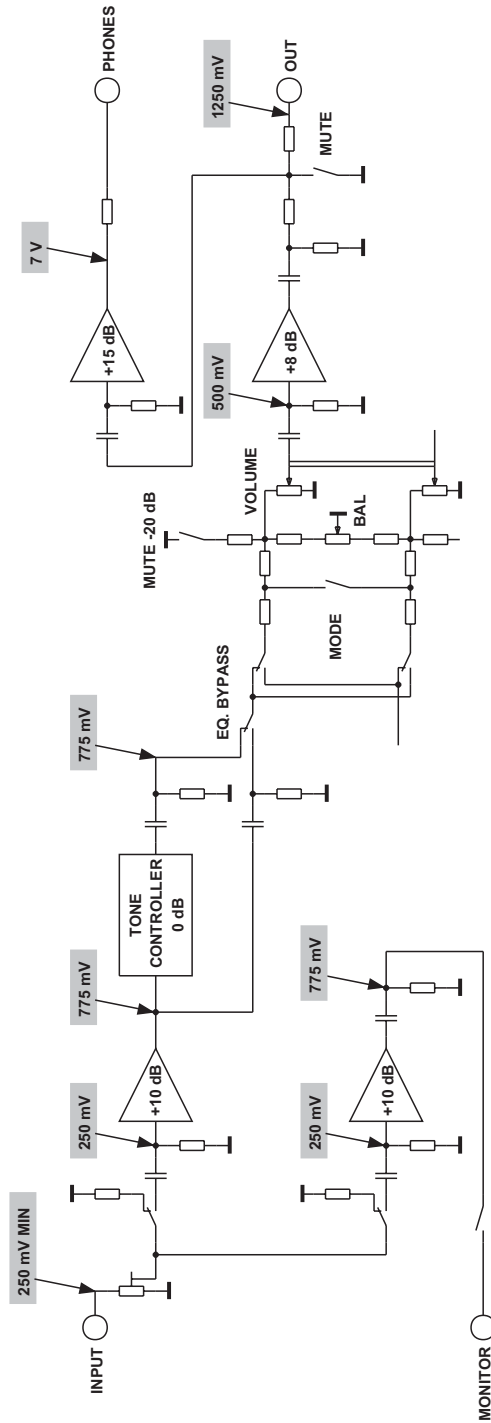 INPUT
250 mV MIN
250 mV
+10 dB
775 mV
TONE
CONTROLLER
0 dB
775 mV
EQ. BYPASS
MODE
MUTE -20 dB
VOLUME
BAL
500 mV
+8 dB
1250 mV
OUT
MUTE
+15 dB
7 V
PHONES
250 mV
+10 dB
775 mV
MONITOR